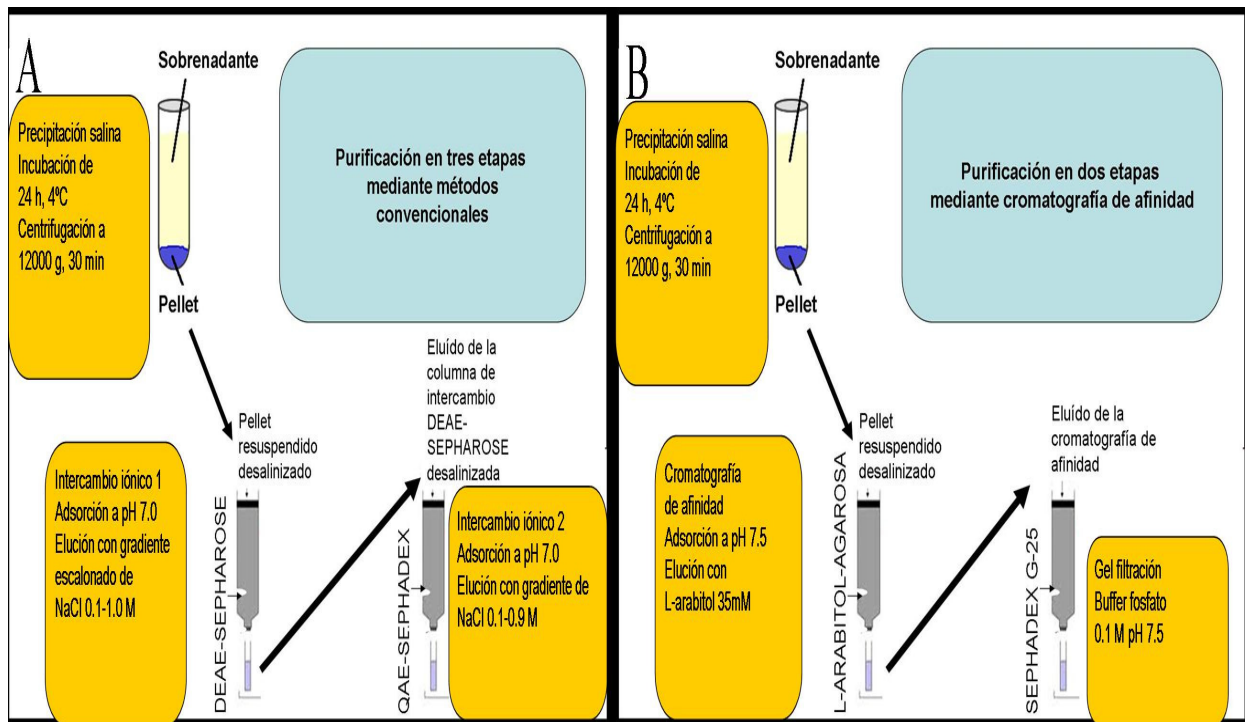 A
Sobrenadante
Precipitación salina
Incubación de
24 h, 4ºC
Centrifugación a
12000 g, 30 min
Purificación en tres etapas
mediante métodos
convencionales
Pellet
Eluído de la
columna de
intercambio
DEAE-
SEPHAROSE
desalinizada
Pellet
resuspendido
desalinizado
Intercambio iónico 1
Adsorción a pH 7.0
Elución con gradiente
escalonado de
NaCl 0.1-1.0 M
DEAE-SEPHAROSE
QAE-SEPHADEX
Intercambio iónico 2
Adsorción a pH 7.0
Elución con gradiente de
NaCl 0.1-0.9 M
B
Sobrenadante
Precipitación salina
Incubación de
24 h, 4ºC
Centrifugación a
12000 g, 30 min
Purificación en dos etapas
mediante cromatografía de afinidad
Pellet
Pellet
resuspendido
desalinizado
Eluído de la
cromatografía de
afinidad
Cromatografía
de afinidad
Adsorción a pH 7.5
Elución con
L-arabitol 35mM
L-ARABITOL-AGAROSA
SEPHADEX G-25
Gel filtración
Buffer fosfato
0.1 M pH 7.5